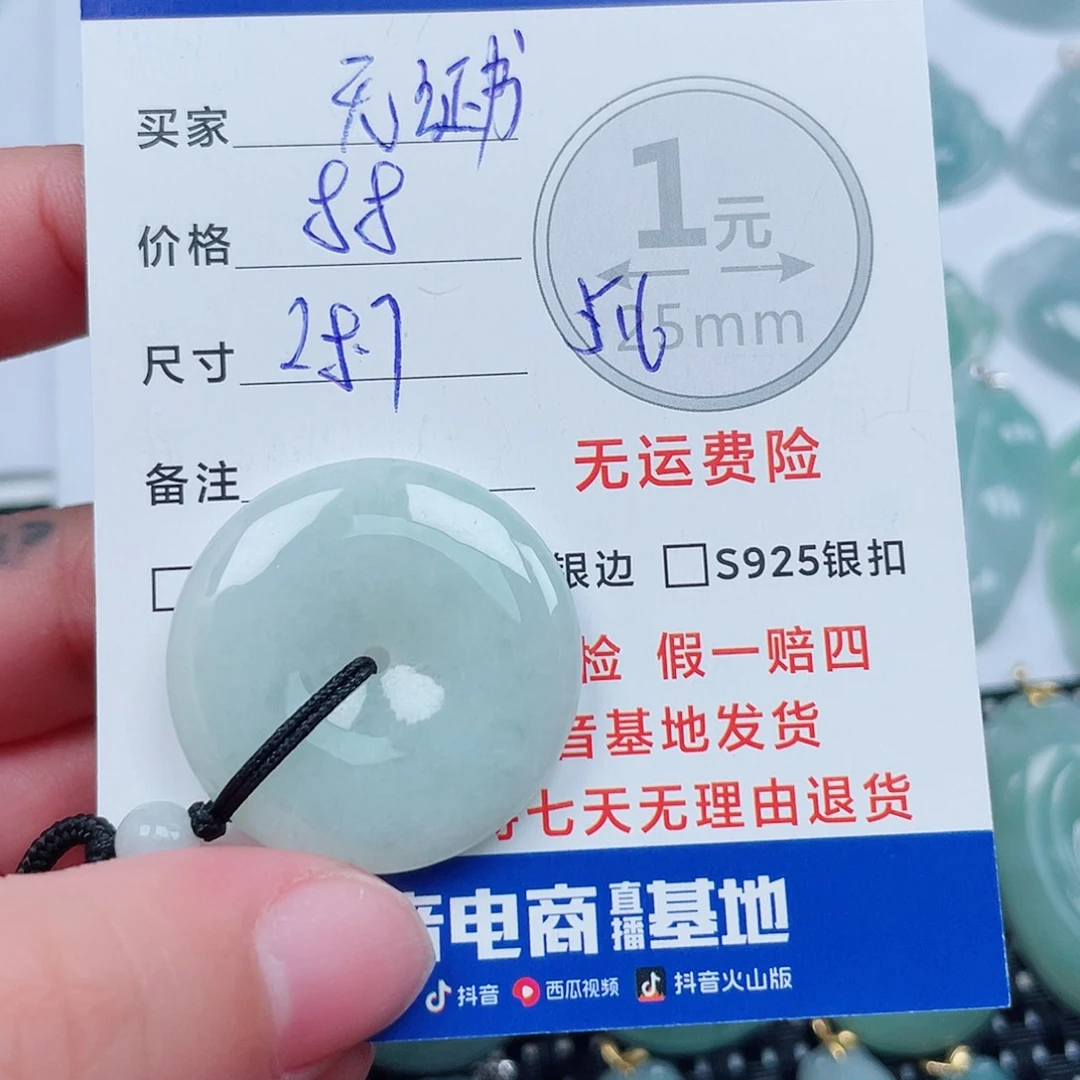 买家 无证书
1元
价格 88
尺寸 28.7 56
25mm
备注
无运费险
银边 □S925银扣
检 假一赔四
音基地发货
七天无理由退货
音电商直播基地
抖音 西瓜视频 抖音火山版